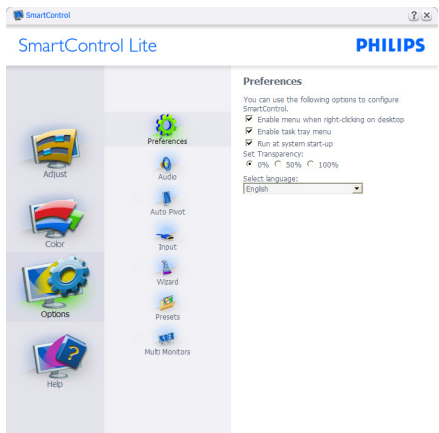 SmartControl
SmartControl Lite
PHILIPS
Adjust
Color
Options
Help
Preferences
Audio
Auto Pivot
Input
Wizard
Presets
Multi Monitors
Preferences
You can use the following options to configure
SmartControl.
Enable menu when right-clicking on desktop
Enable task tray menu
Run at system start-up
Set Transparency:
0% 50% 100%
Select language:
English